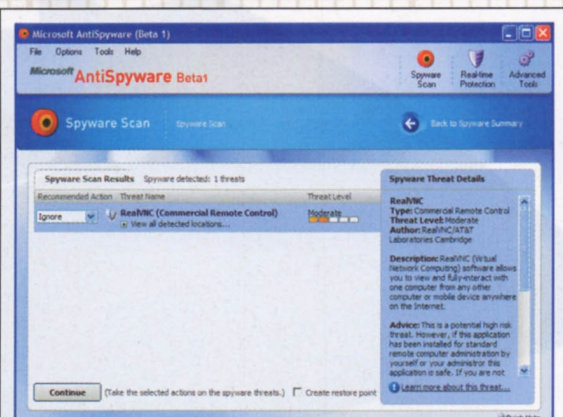 Microsoft AntiSpyware (Beta 1)
File Options Tools Help
Microsoft AntiSpyware Beta1
Spyware Scan
Real-time Protection
Advanced Tools
Spyware Scan
Spyware Scan
Back to Spyware Summary
Spyware Scan Results Spyware detected: 1 threats
Recommended Action Threat Name Threat Level
Ignore RealVNC (Commercial Remote Control) Moderate
View all detected locations...
Spyware Threat Details
RealVNC
Type: Commercial Remote Control
Threat Level: Moderate
Author: RealVNC/AT&T
Laboratories Cambridge
Description: RealVNC (Virtual
Network Computing) software allows
you to view and fully-interact with
one computer from any other
computer or mobile device anywhere
on the Internet.
Advice: This is a potential high risk
threat. However, if this application
has been installed for standard
remote computer administration by
yourself or your administror this
application is safe. If you are not
Learn more about this threat...
Continue (Take the selected actions on the spyware threats.) Create restore point